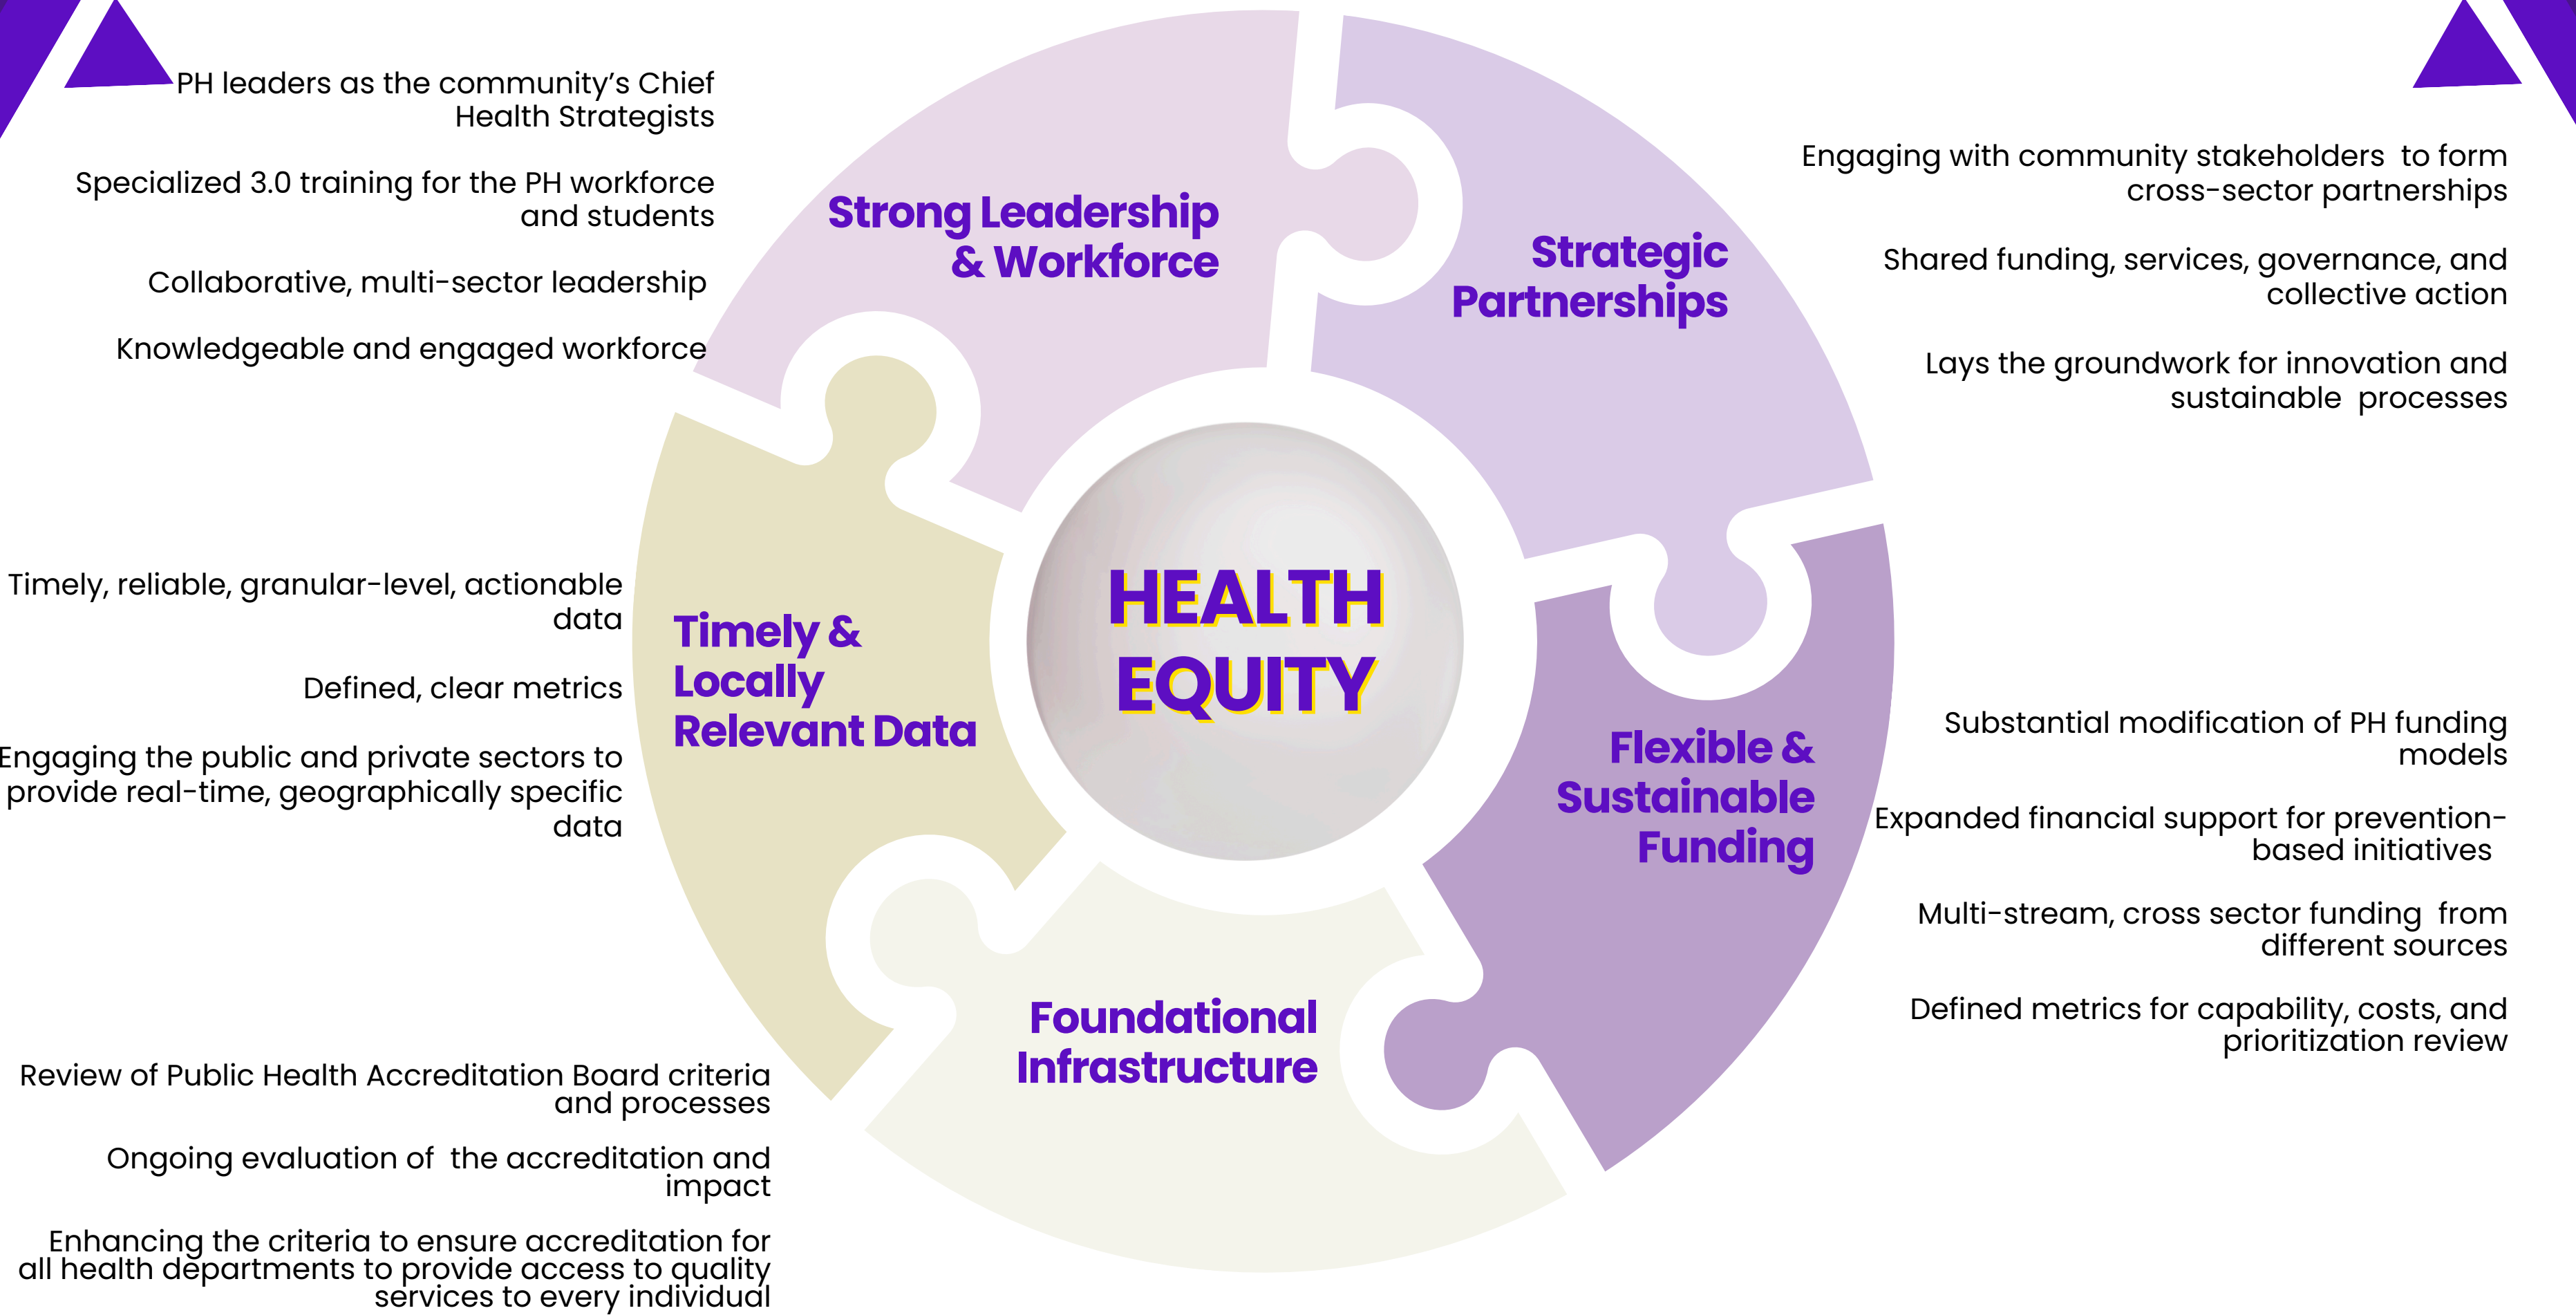 PH leaders as the community’s Chief
Health Strategists
Specialized 3.0 training for the PH workforce
and students
Collaborative, multi-sector leadership
Knowledgeable and engaged workforce
Strong Leadership
& Workforce
Strategic
Partnerships
Engaging with community stakeholders to form
cross-sector partnerships
Shared funding, services, governance, and
collective action
Lays the groundwork for innovation and
sustainable processes
Timely, reliable, granular-level, actionable
data
Defined, clear metrics
Engaging the public and private sectors to
provide real-time, geographically specific
data
Timely &
Locally
Relevant Data
HEALTH
EQUITY
Flexible &
Sustainable
Funding
Substantial modification of PH funding
models
Expanded financial support for prevention-
based initiatives
Multi-stream, cross sector funding from
different sources
Defined metrics for capability, costs, and
prioritization review
Foundational
Infrastructure
Review of Public Health Accreditation Board criteria
and processes
Ongoing evaluation of the accreditation and
impact
Enhancing the criteria to ensure accreditation for
all health departments to provide access to quality
services to every individual